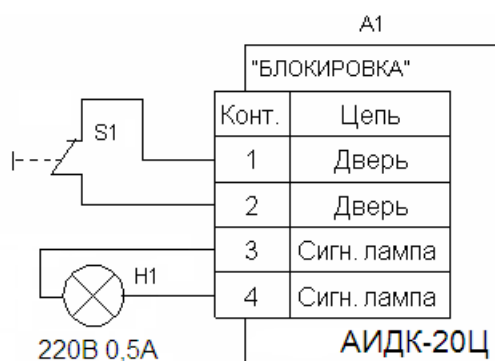 А1
"БЛОКИРОВКА"
Конт. Цепь
S1
1 Дверь
2 Дверь
3 Сигн. лампа
H1
4 Сигн. лампа
220В 0,5А
АИДК-20Ц